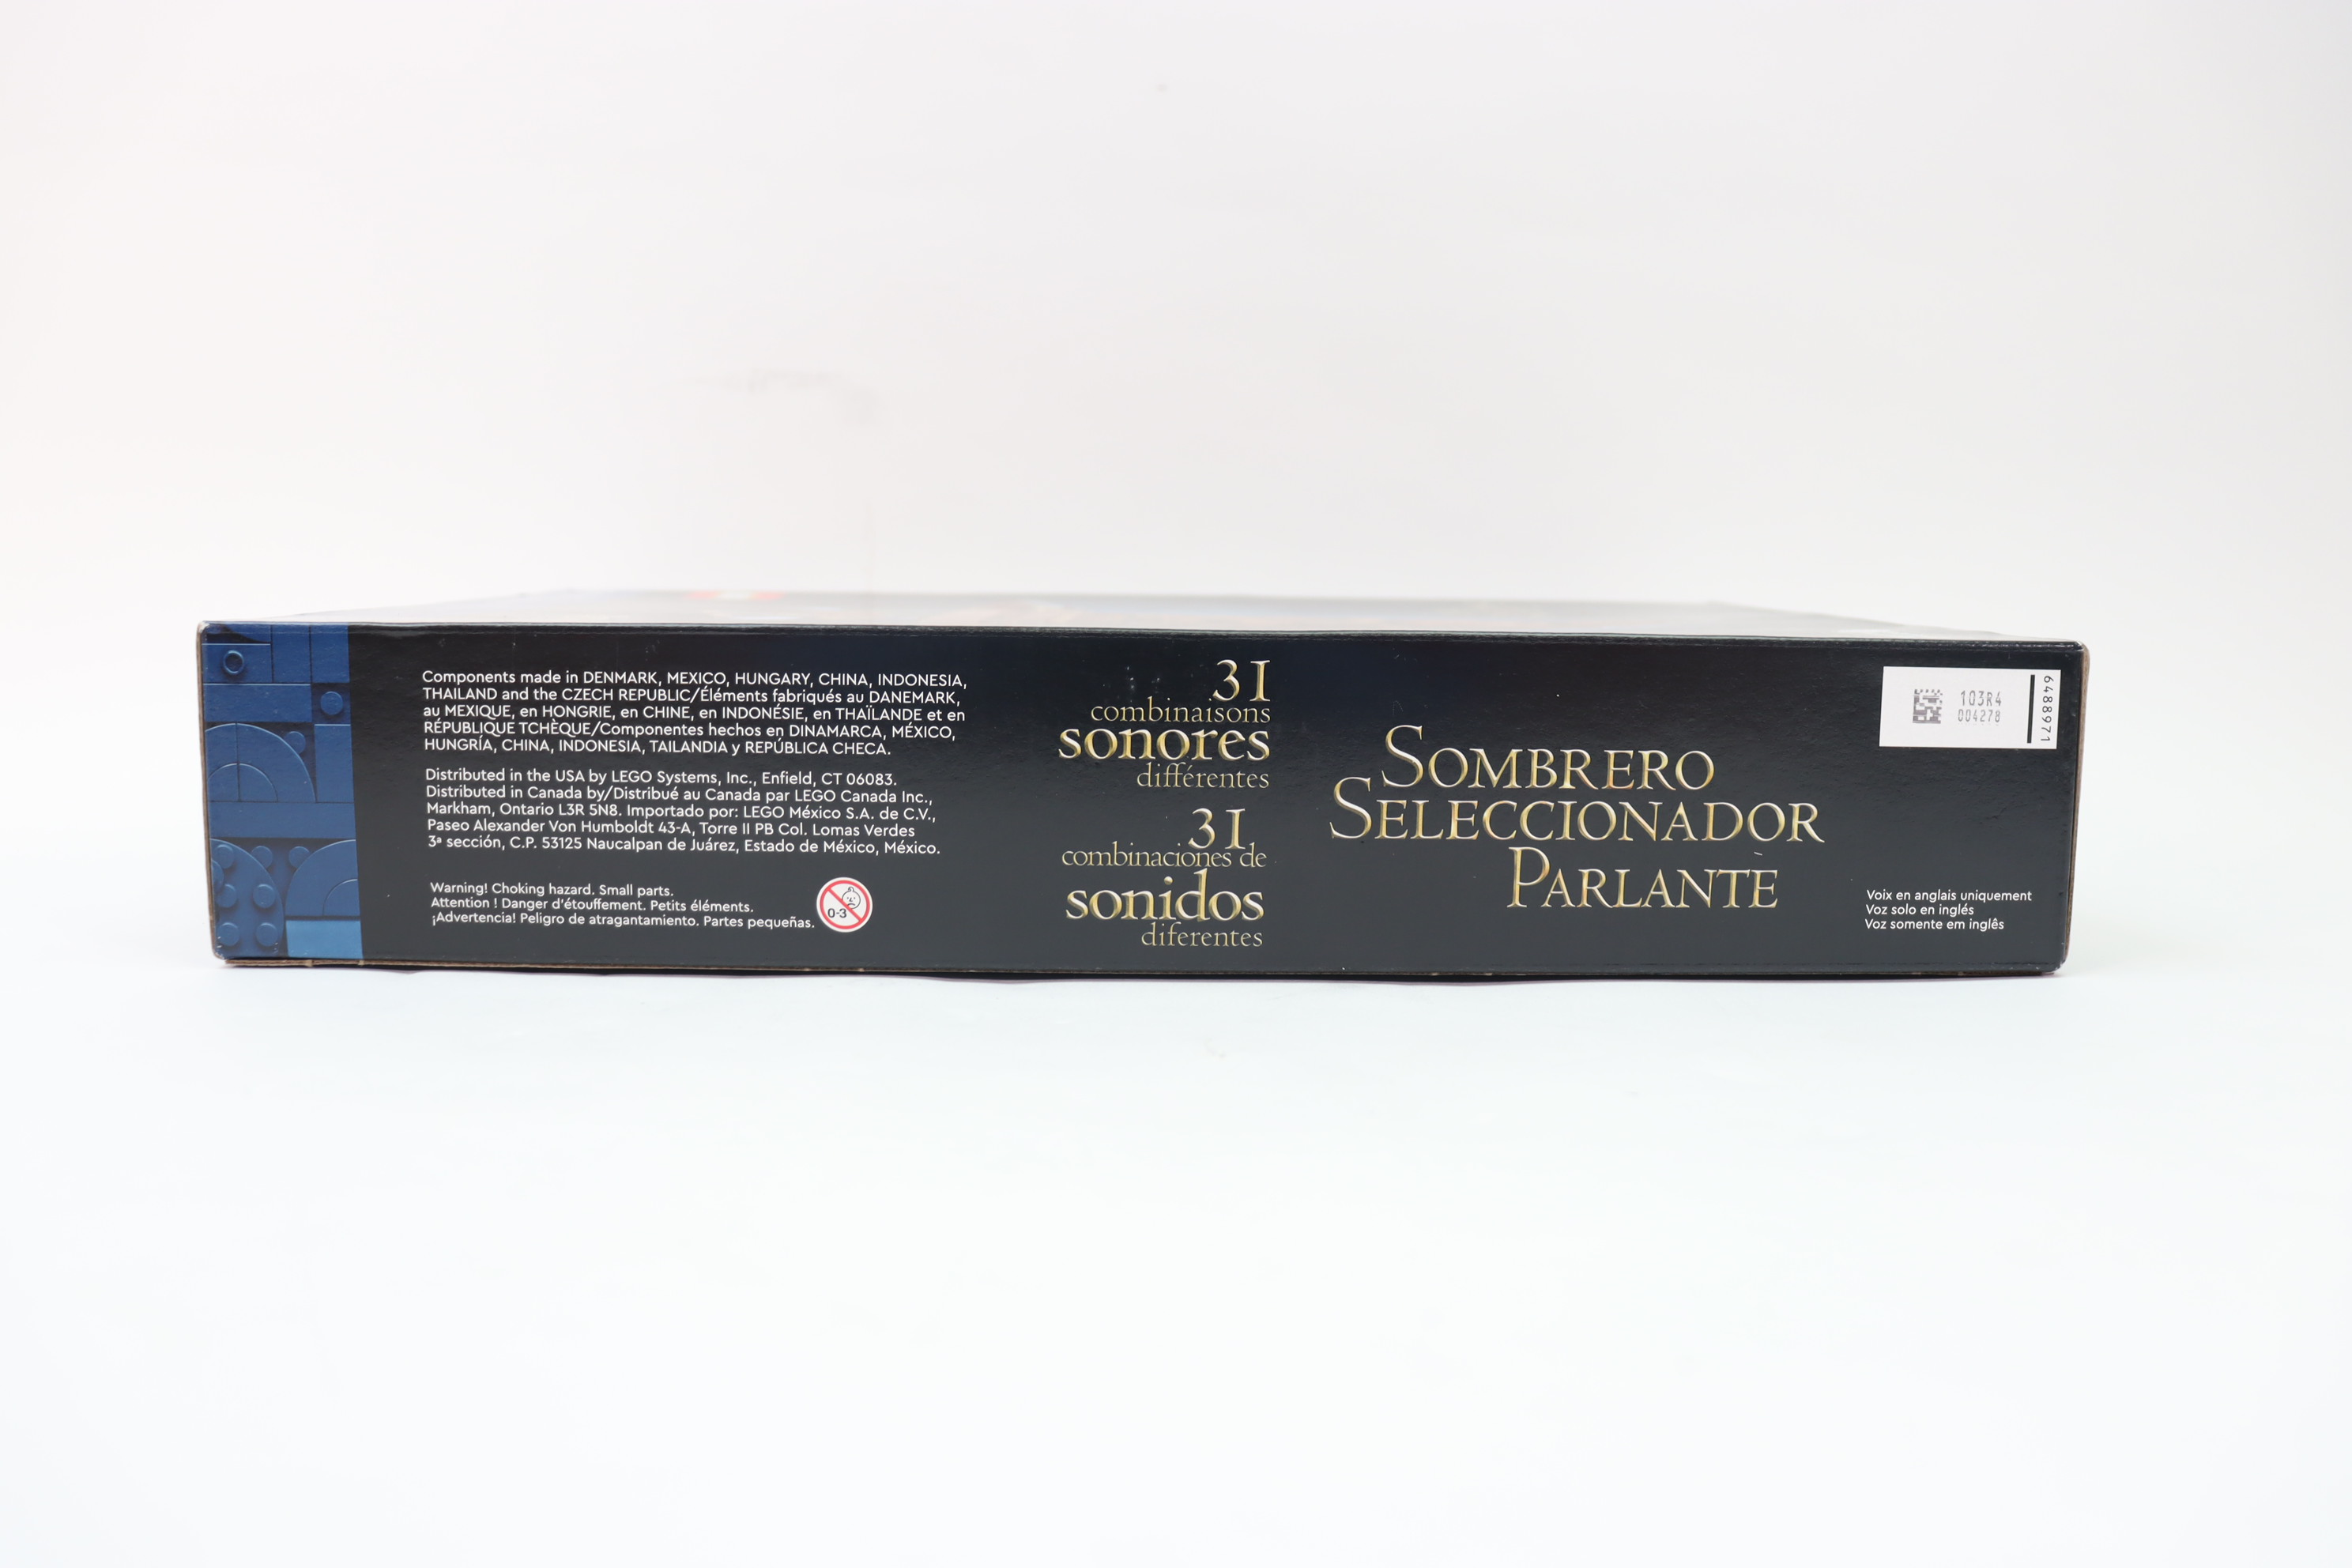 Components made in DENMARK, MEXICO, HUNGARY, CHINA, INDONESIA,
THAILAND and the CZECH REPUBLIC/Éléments fabriqués au DANEMARK,
au MEXIQUE, en HONGRIE, en CHINE, en INDONÉSIE, en THAÏLANDE et en
RÉPUBLIQUE TCHÈQUE/Componentes hechos en DINAMARCA, MÉXICO,
HUNGRÍA, CHINA, INDONESIA, TAILANDIA y REPÚBLICA CHECA.
Distributed in the USA by LEGO Systems, Inc., Enfield, CT 06083.
Distributed in Canada by/Distribué au Canada par LEGO Canada Inc.,
Markham, Ontario L3R 5N8. Importado por: LEGO México S.A. de C.V.,
Paseo Alexander Von Humboldt 43-A, Torre II PB Col. Lomas Verdes
3ª sección, C.P. 53125 Naucalpan de Juárez, Estado de México, México.
Warning! Choking hazard. Small parts.
Attention ! Danger d'étouffement. Petits éléments.
¡Advertencia! Peligro de atragantamiento. Partes pequeñas.
0-3
31
combinaisons
sonores
différentes
31
combinaciones de
sonidos
diferentes
SOMBRERO
SELECCIONADOR
PARLANTE
103R4
004278
6488971
Voix en anglais uniquement
Voz solo en inglés
Voz somente em inglês